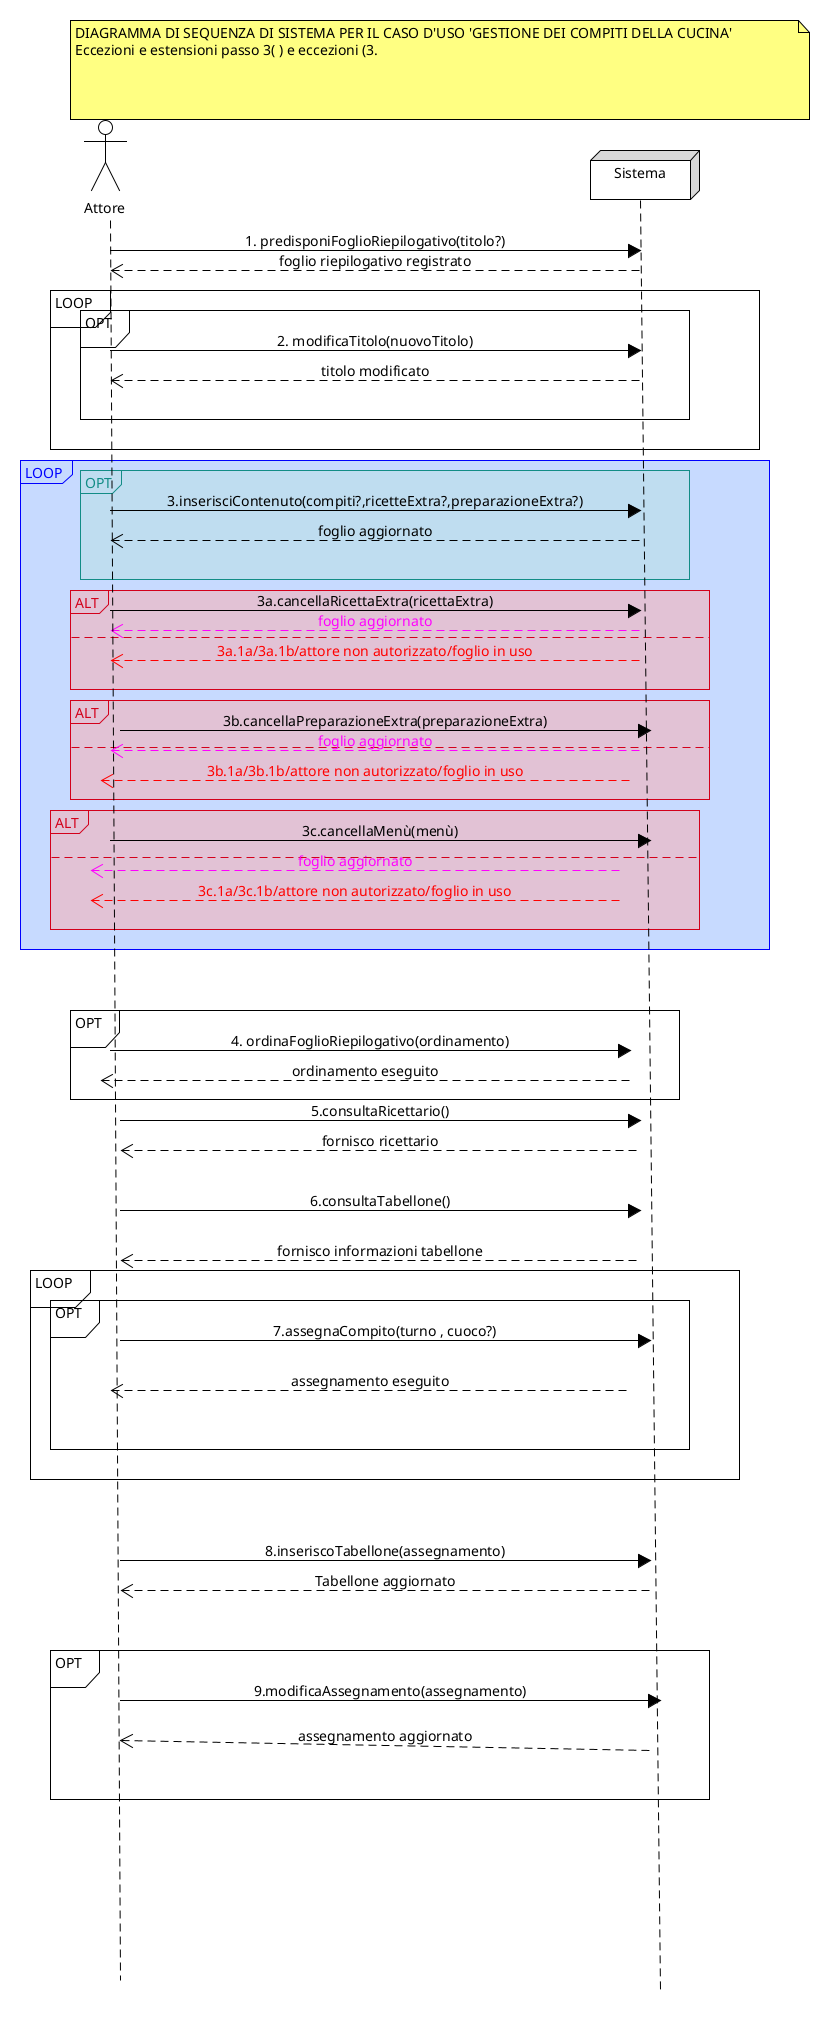 DIAGRAMMA DI SEQUENZA DI SISTEMA PER IL CASO D'USO 'GESTIONE DEI COMPITI DELLA CUCINA'
Eccezioni e estensioni passo 3( ) e eccezioni (3.
Sistema
Attore
1. predisponiFoglioRiepilogativo(titolo?)
foglio riepilogativo registrato
LOOP
OPT
2. modificaTitolo(nuovoTitolo)
titolo modificato
LOOP
OPT
3.inserisciContenuto(compiti?,ricetteExtra?,preparazioneExtra?)
foglio aggiornato
ALT
3a.cancellaRicettaExtra(ricettaExtra)
foglio aggiornato
3a.1a/3a.1b/attore non autorizzato/foglio in uso
ALT
3b.cancellaPreparazioneExtra(preparazioneExtra)
foglio aggiornato
3b.1a/3b.1b/attore non autorizzato/foglio in uso
ALT
3c.cancellaMenù(menù)
foglio aggiornato
3c.1a/3c.1b/attore non autorizzato/foglio in uso
OPT
4. ordinaFoglioRiepilogativo(ordinamento)
ordinamento eseguito
5.consultaRicettario()
fornisco ricettario
6.consultaTabellone()
fornisco informazioni tabellone
LOOP
OPT
7.assegnaCompito(turno , cuoco?)
assegnamento eseguito
8.inseriscoTabellone(assegnamento)
Tabellone aggiornato
OPT
9.modificaAssegnamento(assegnamento)
assegnamento aggiornato